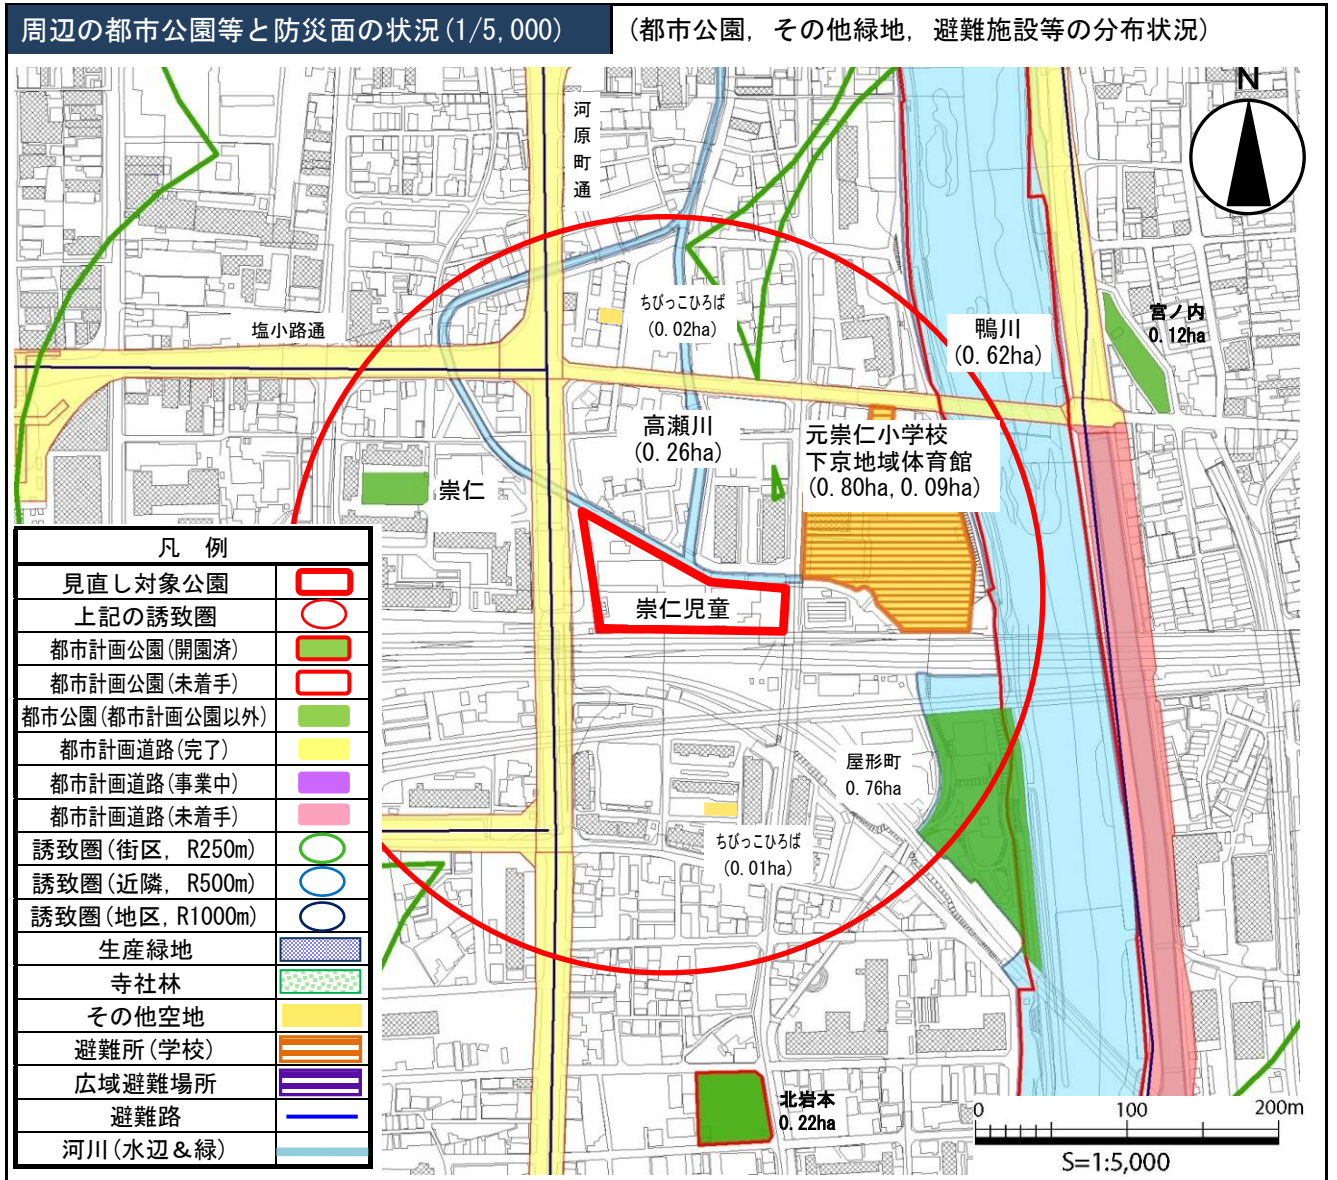 周辺の都市公園等と防災面の状況(1/5,000)
(都市公園, その他緑地, 避難施設等の分布状況)
N
河原町通
塩小路通
ちびっこひろば
(0.02ha)
鴨川
(0.62ha)
宮ノ内
0.12ha
高瀬川
(0.26ha)
元崇仁小学校
下京地域体育館
(0.80ha, 0.09ha)
崇仁
崇仁児童
屋形町
0.76ha
ちびっこひろば
(0.01ha)
北岩本
0.22ha
凡 例
見直し対象公園
上記の誘致圏
都市計画公園(開園済)
都市計画公園(未着手)
都市公園(都市計画公園以外)
都市計画道路(完了)
都市計画道路(事業中)
都市計画道路(未着手)
誘致圏(街区, R250m)
誘致圏(近隣, R500m)
誘致圏(地区, R1000m)
生産緑地
寺社林
その他空地
避難所(学校)
広域避難場所
避難路
河川(水辺&緑)
0 100 200m
S=1:5,000